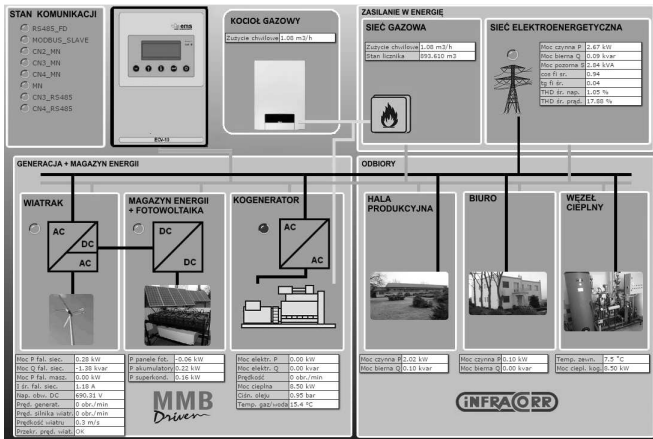 STAN KOMUNIKACJI
RS485_FD
MODBUS_SLAVE
CN2_MN
CN3_MN
CN4_MN
MN
CN3_RS485
CN4_RS485
ens
ECV-13
KOCIOŁ GAZOWY
Zużycie chwilowe 1.08 m3/h
ZASILANIE W ENERGIĘ
SIEĆ GAZOWA
Zużycie chwilowe 1.08 m3/h
Stan licznika 893.610 m3
SIEĆ ELEKTROENERGETYCZNA
Moc czynna P 2.67 kW
Moc bierna Q 0.09 kvar
Moc pozorna S 2.84 kVA
cos fi śr. 0.94
tg fi śr. 0.04
THD śr. nap. 1.05 %
THD śr. prąd. 17.88 %
GENERACJA + MAGAZYN ENERGII
WIATRAK
AC
DC
AC
MAGAZYN ENERGII
+ FOTOWOLTAIKA
DC
DC
KOGENERATOR
AC
AC
Moc P fal. siec. 0.28 kW
Moc Q fal. siec. -1.38 kvar
Moc P fal. masz. 0.00 kW
I śr. fal. siec. 1.18 A
Nap. obw. DC 690.31 V
Pręd. generat. 0 obr./min
Pręd. silnika wiatr. 0 obr./min
Prędkość wiatru 0.3 m/s
Przekr. pręd. wiat. OK
P panele fot. -0.06 kW
P akumulatory 0.22 kW
P superkond. 0.16 kW
MMB
Drives
Moc elektr. P 0.00 kW
Moc elektr. Q 0.00 kvar
Prędkość 0 obr./min
Moc cieplna 8.50 kW
Ciśn. oleju 0.95 bar
Temp. gaz/woda 15.4 °C
ODBIORY
HALA
PRODUKCYJNA
BIURO
WĘZEŁ
CIEPLNY
Moc czynna P 2.02 kW
Moc bierna Q 0.10 kvar
Moc czynna P 0.10 kW
Moc bierna Q 0.00 kvar
Temp. zewn. 7.5 °C
Moc ciepl. kog. 8.50 kW
INFRACORR